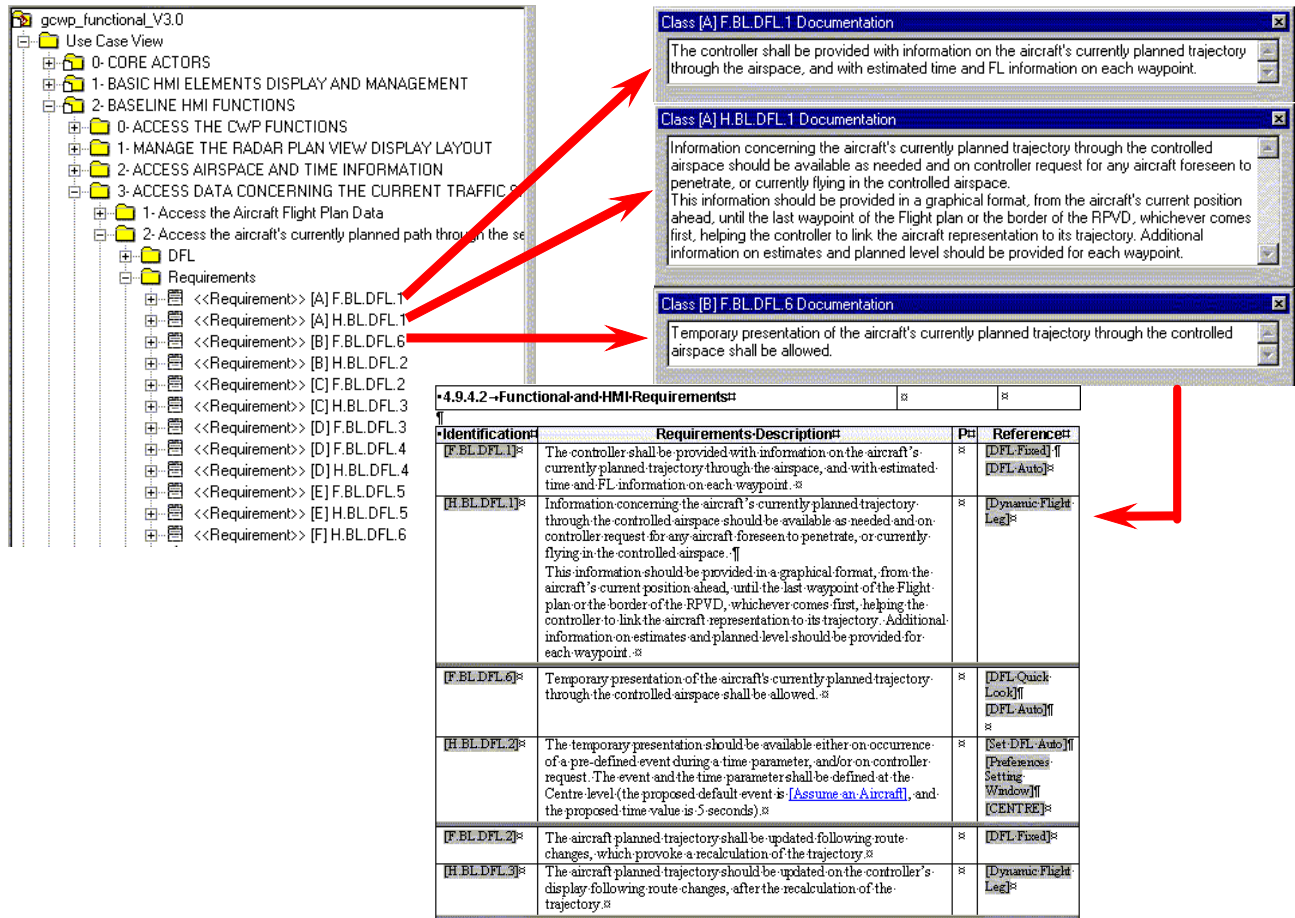 gcwp_functional_V3.0
Use Case View
0- CORE ACTORS
1- BASIC HMI ELEMENTS DISPLAY AND MANAGEMENT
2- BASELINE HMI FUNCTIONS
0- ACCESS THE CWP FUNCTIONS
1- MANAGE THE RADAR PLAN VIEW DISPLAY LAYOUT
2- ACCESS AIRSPACE AND TIME INFORMATION
3- ACCESS DATA CONCERNING THE CURRENT TRAFFIC S
1- Access the Aircraft Flight Plan Data
2- Access the aircraft's currently planned path through the se
DFL
Requirements
<<Requirement>> [A] F.BL.DFL.1
<<Requirement>> [A] H.BL.DFL.1
<<Requirement>> [B] F.BL.DFL.6
<<Requirement>> [B] H.BL.DFL.2
<<Requirement>> [C] F.BL.DFL.2
<<Requirement>> [C] H.BL.DFL.3
<<Requirement>> [D] F.BL.DFL.3
<<Requirement>> [D] F.BL.DFL.4
<<Requirement>> [D] H.BL.DFL.4
<<Requirement>> [E] F.BL.DFL.5
<<Requirement>> [E] H.BL.DFL.5
<<Requirement>> [F] H.BL.DFL.6
Class [A] F.BL.DFL.1 Documentation
The controller shall be provided with information on the aircraft's currently planned trajectory
through the airspace, and with estimated time and FL information on each waypoint.
Class [A] H.BL.DFL.1 Documentation
Information concerning the aircraft's currently planned trajectory through the controlled
airspace should be available as needed and on controller request for any aircraft foreseen to
penetrate, or currently flying in the controlled airspace.
This information should be provided in a graphical format, from the aircraft's current position
ahead, until the last waypoint of the Flight plan or the border of the RPVD, whichever comes
first, helping the controller to link the aircraft representation to its trajectory. Additional
information on estimates and planned level should be provided for each waypoint.
Class [B] F.BL.DFL.6 Documentation
Temporary presentation of the aircraft's currently planned trajectory through the controlled
airspace shall be allowed.
▪4.9.4.2→Functional·and·HMI·Requirements¤ ¤ ¤
¶
▪Identification¤ Requirements·Description¤ P¤ Reference¤
[F.BL.DFL.1]¤ The·controller·shall·be·provided·with·information·on·the·aircraft's· ¤ [DFL·Fixed]·¶
currently·planned·trajectory·through·the·airspace,·and·with·estimated· [DFL·Auto]¤
time·and·FL·information·on·each·waypoint.·¤
[H.BL.DFL.1]¤ Information·concerning·the·aircraft's·currently·planned·trajectory· ¤ [Dynamic·Flight·
through·the·controlled·airspace·should·be·available·as·needed·and·on· Leg]¤
controller·request·for·any·aircraft·foreseen·to·penetrate,·or·currently·
flying·in·the·controlled·airspace.·¶
This·information·should·be·provided·in·a·graphical·format,·from·the·
aircraft's·current·position·ahead,·until·the·last·waypoint·of·the·Flight·
plan·or·the·border·of·the·RPVD,·whichever·comes·first,·helping·the·
controller·to·link·the·aircraft·representation·to·its·trajectory.·Additional·
information·on·estimates·and·planned·level·should·be·provided·for·
each·waypoint.·¤
[F.BL.DFL.6]¤ Temporary·presentation·of·the·aircraft's·currently·planned·trajectory· ¤ [DFL·Quick·
through·the·controlled·airspace·shall·be·allowed.·¤ Look]¶
[DFL·Auto]¶
¤
[H.BL.DFL.2]¤ The·temporary·presentation·should·be·available·either·on·occurrence· ¤ [Set·DFL·Auto]¶
of·a·pre-defined·event·during·a·time·parameter,·and/or·on·controller· [Preferences·
request.·The·event·and·the·time·parameter·shall·be·defined·at·the· Setting·
Centre·level·(the·proposed·default·event·is·[Assume·an·Aircraft],·and· Window]¶
the·proposed·time·value·is·5·seconds).¤ [CENTRE]¤
[F.BL.DFL.2]¤ The·aircraft·planned·trajectory·shall·be·updated·following·route· ¤ [DFL·Fixed]¤
changes,·which·provoke·a·recalculation·of·the·trajectory.¤
[H.BL.DFL.3]¤ The·aircraft·planned·trajectory·should·be·updated·on·the·controller's· ¤ [Dynamic·Flight·
display·following·route·changes,·after·the·recalculation·of·the· Leg]¤
trajectory.¤